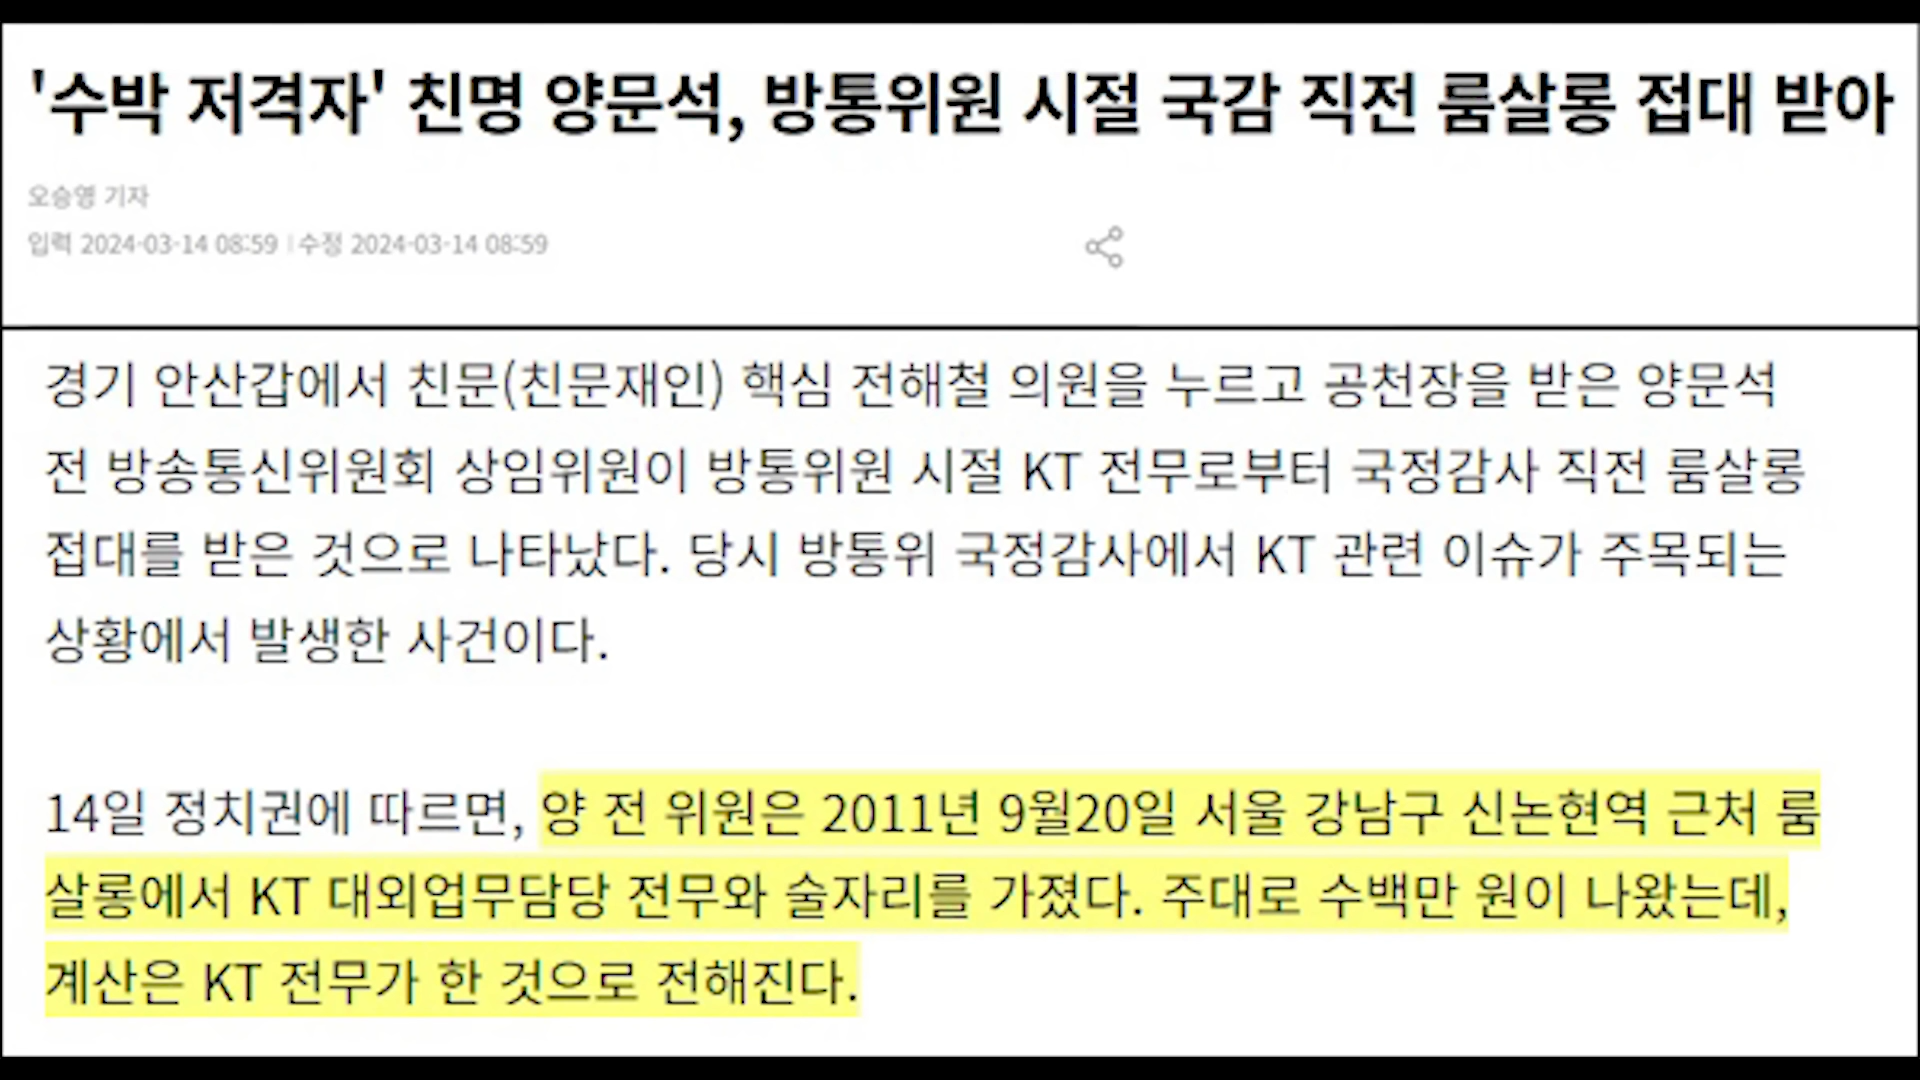 '수박 저격자' 친명 양문석, 방통위원 시절 국감 직전 룸살롱 접대 받아
오승영 기자
입력 2024-03-14 08:59 | 수정 2024-03-14 08:59
경기 안산갑에서 친문(친문재인) 핵심 전해철 의원을 누르고 공천장을 받은 양문석
전 방송통신위원회 상임위원이 방통위원 시절 KT 전무로부터 국정감사 직전 룸살롱
접대를 받은 것으로 나타났다. 당시 방통위 국정감사에서 KT 관련 이슈가 주목되는
상황에서 발생한 사건이다.
14일 정치권에 따르면, 양 전 위원은 2011년 9월20일 서울 강남구 신논현역 근처 룸
살롱에서 KT 대외업무담당 전무와 술자리를 가졌다. 주대로 수백만 원이 나왔는데,
계산은 KT 전무가 한 것으로 전해진다.